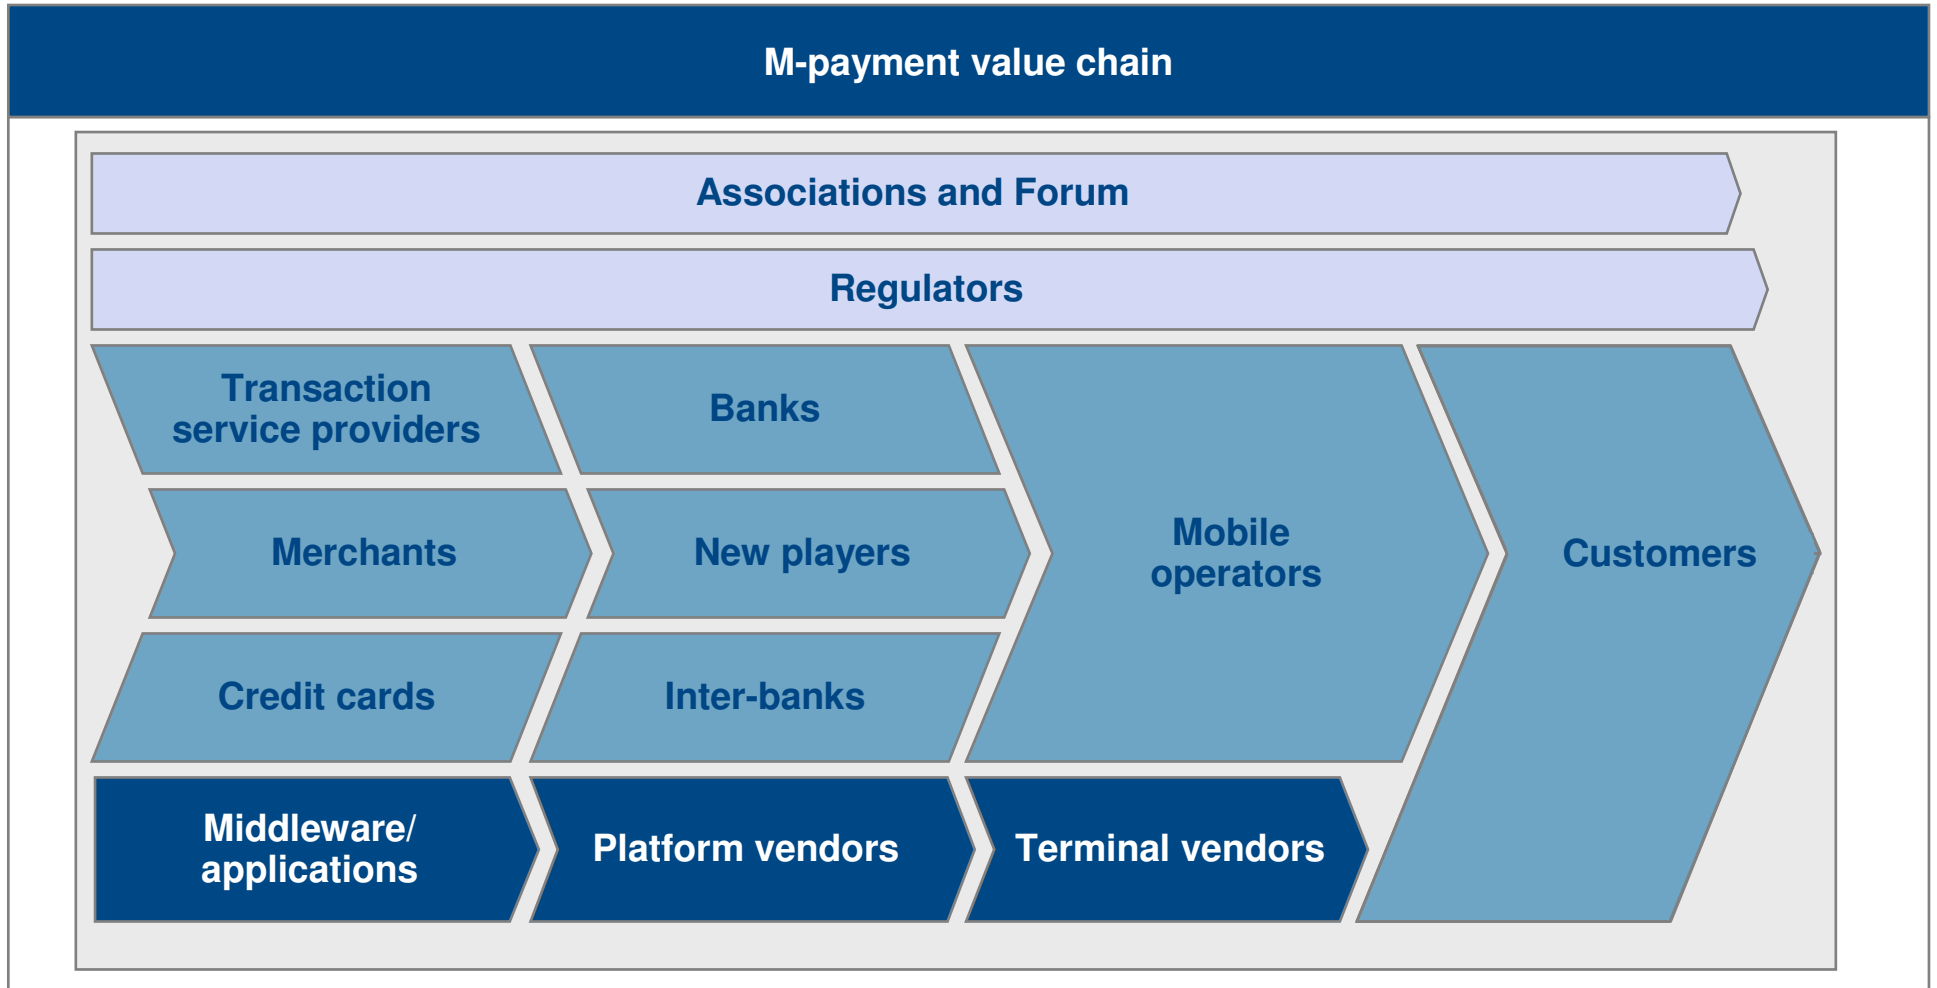 M-payment value chain
Associations and Forum
Regulators
Transaction
service providers
Banks
Merchants
New players
Mobile
operators
Customers
Credit cards
Inter-banks
Middleware/
applications
Platform vendors
Terminal vendors